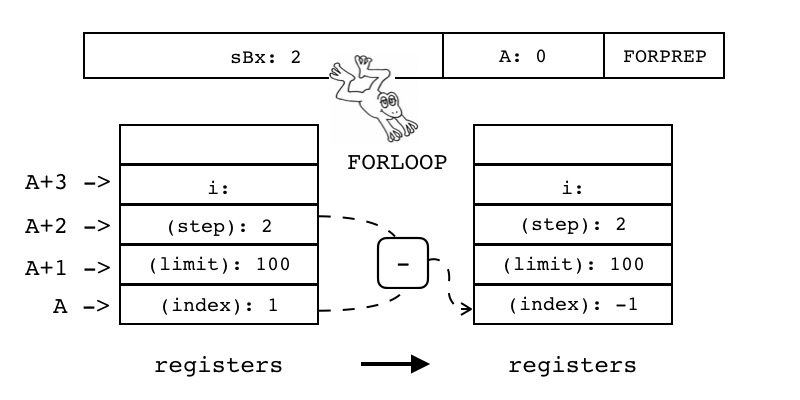 sBx: 2 A: 0 FORPREP
FORLOOP
A+3 -> i: i:
A+2 -> (step): 2 (step): 2
A+1 -> (limit): 100 - (limit): 100
A -> (index): 1 (index): -1
registers registers